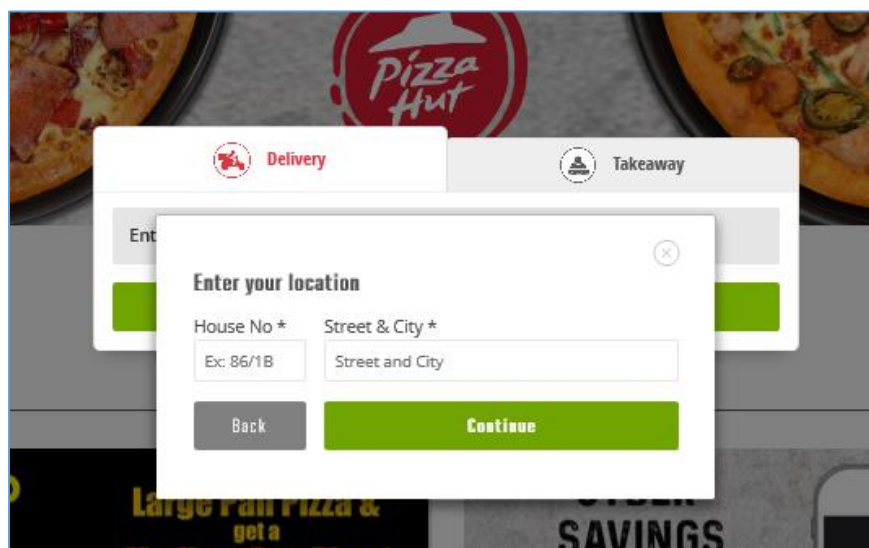 Pizza
Hut
Delivery
Takeaway
Ent
Enter your location
House No *
Street & City *
Ex: 86/1B
Street and City
Back
Continue
Large Pan Pizza &
get a
SAVINGS